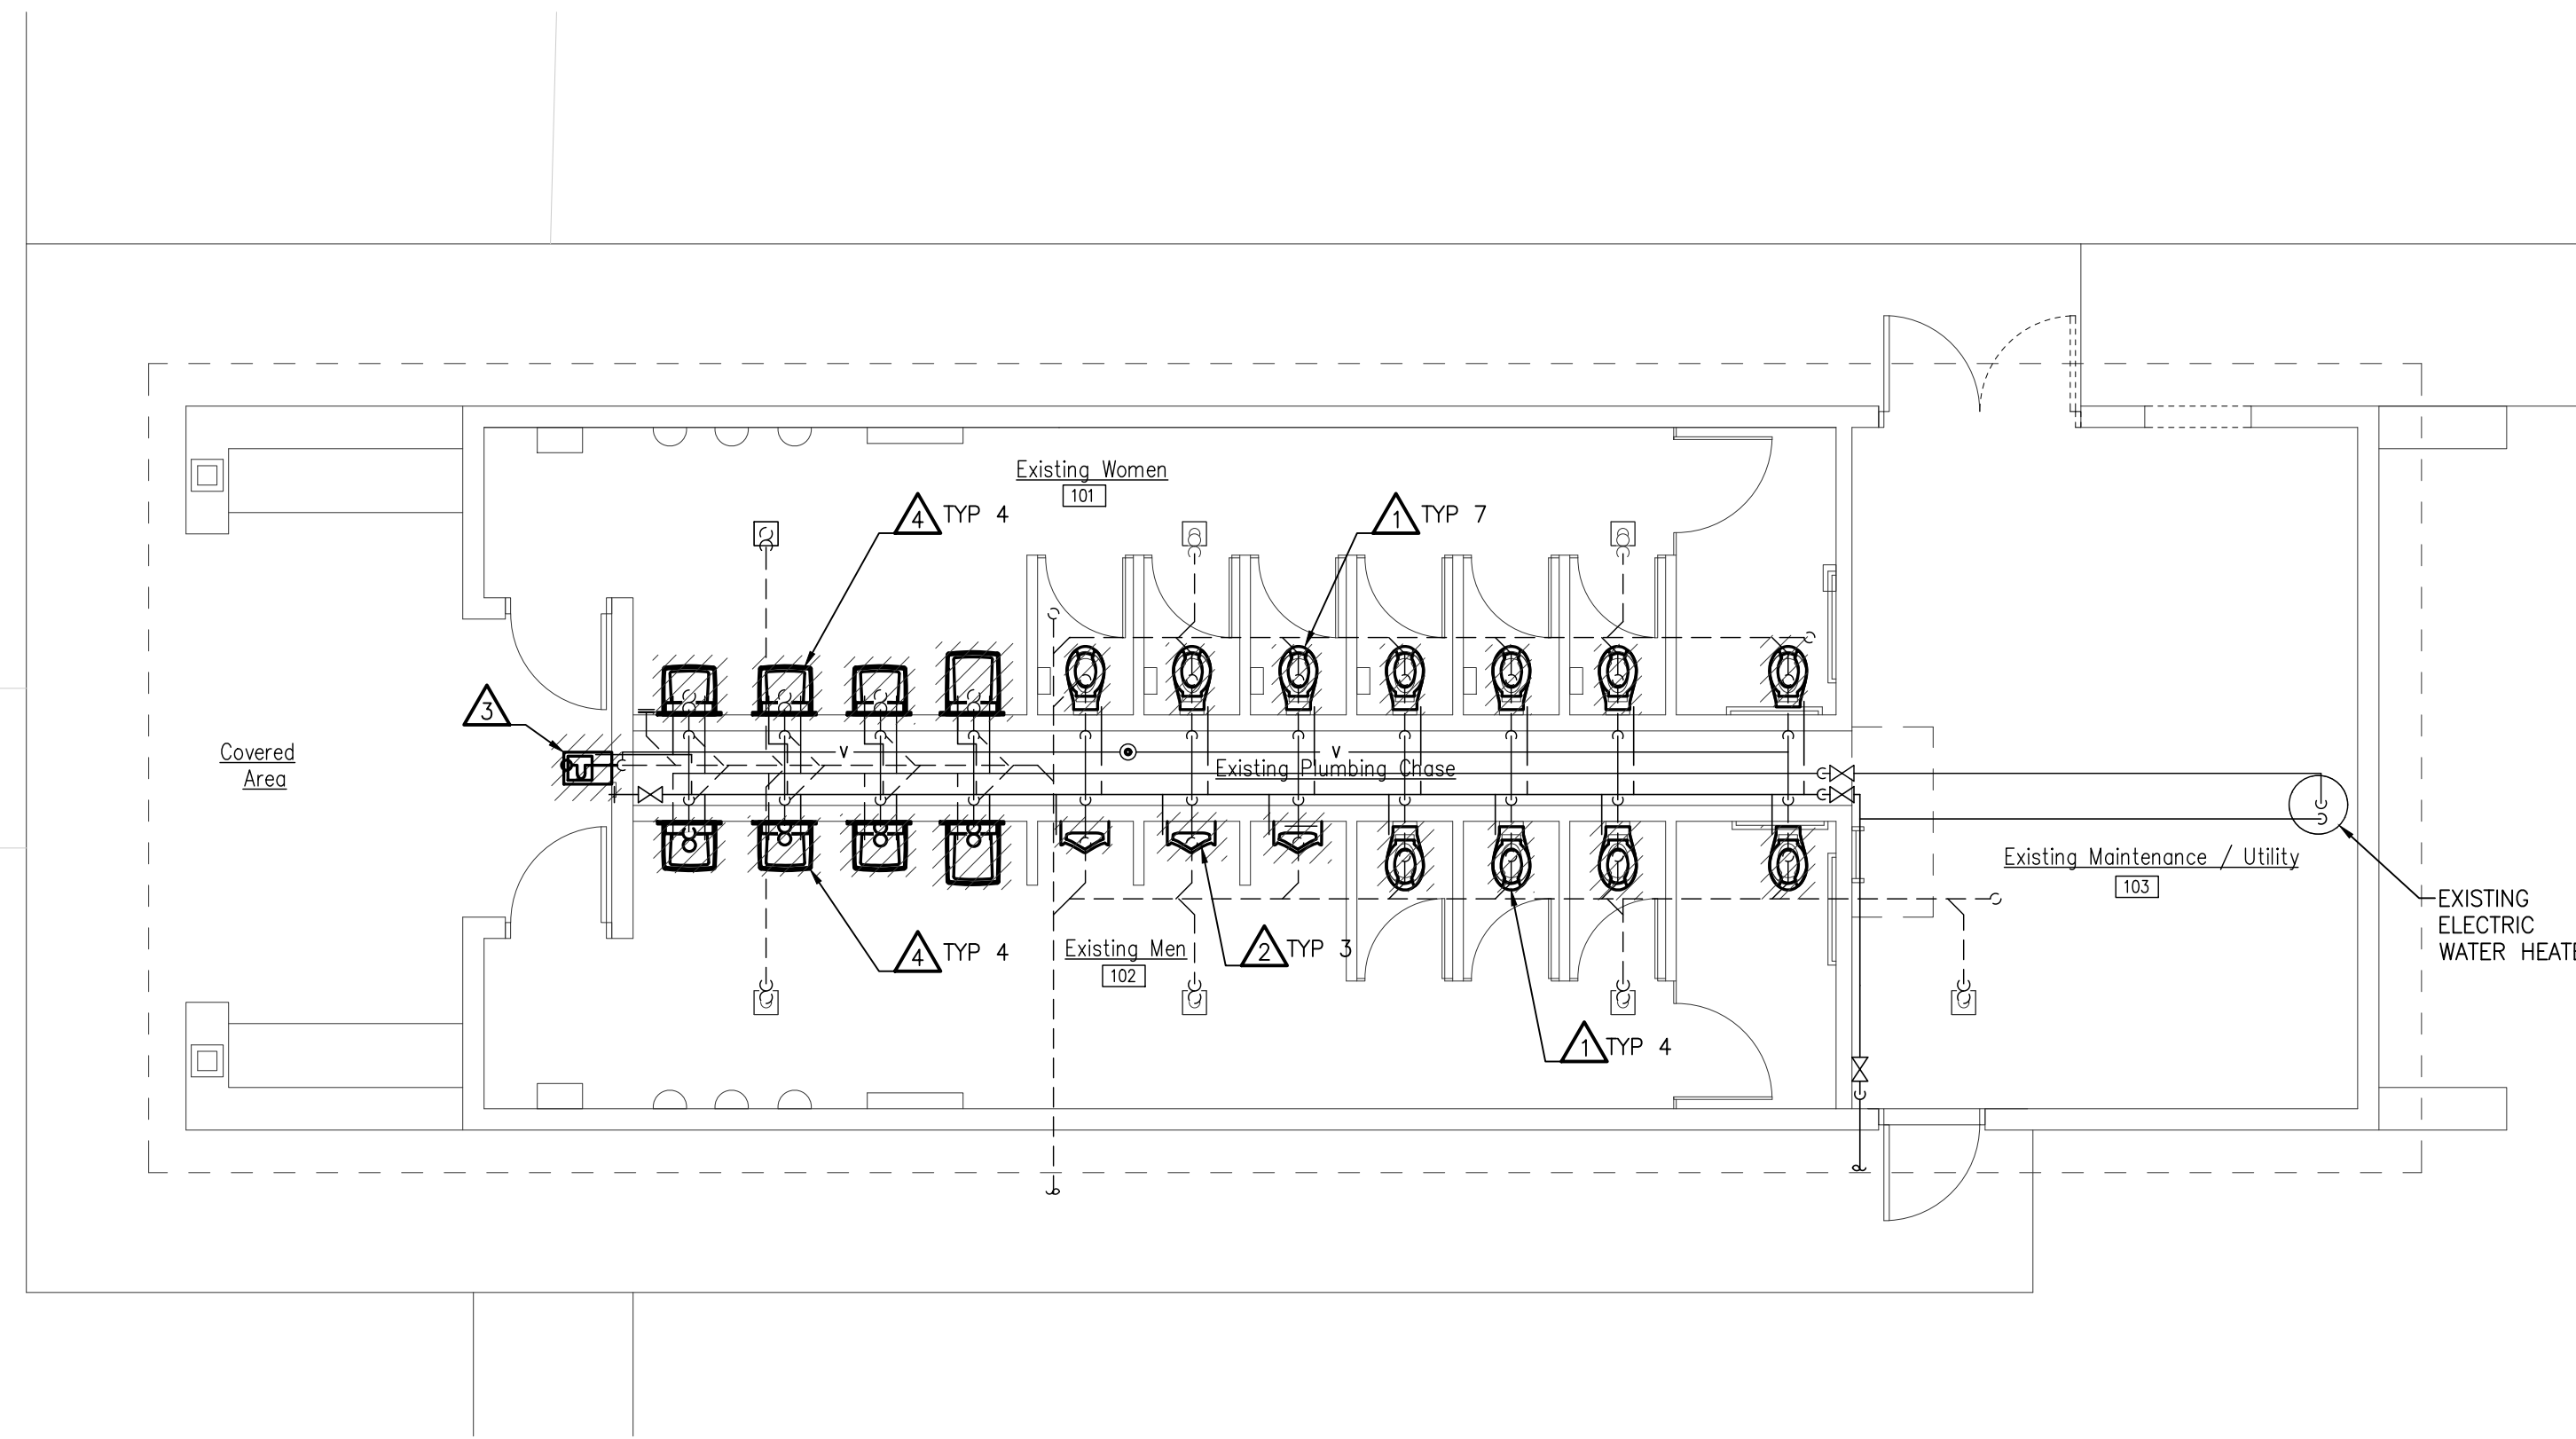 Existing Women
101
4 TYP 4
1 TYP 7
3
Covered
Area
V
V
Existing Plumbing Chase
Existing Maintenance / Utility
103
EXISTING
ELECTRIC
WATER HEATE
4 TYP 4
Existing Men
102
2 TYP 3
1 TYP 4